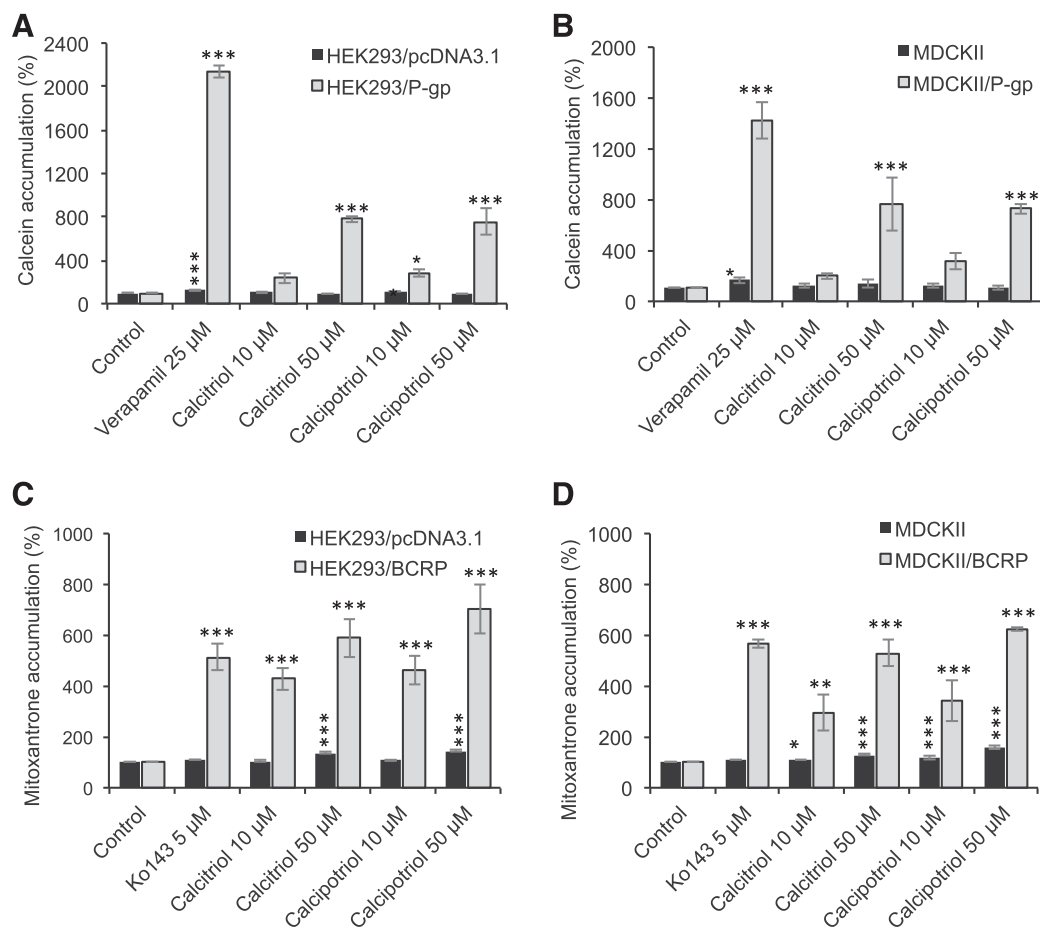 A
Calcein accumulation (%)
2400
2000
1600
1200
800
400
0
HEK293/pcDNA3.1
HEK293/P-gp
***
***
***
*
*
***
Control
Verapamil 25 µM
Calcitriol 10 µM
Calcitriol 50 µM
Calcipotriol 10 µM
Calcipotriol 50 µM
B
Calcein accumulation (%)
2000
1600
1200
800
400
0
MDCKII
MDCKII/P-gp
*
***
***
***
Control
Verapamil 25 µM
Calcitriol 10 µM
Calcitriol 50 µM
Calcipotriol 10 µM
Calcipotriol 50 µM
C
Mitoxantrone accumulation (%)
1000
800
600
400
200
0
HEK293/pcDNA3.1
HEK293/BCRP
***
***
***
***
***
***
***
Control
Ko143 5 µM
Calcitriol 10 µM
Calcitriol 50 µM
Calcipotriol 10 µM
Calcipotriol 50 µM
D
Mitoxantrone accumulation (%)
1000
800
600
400
200
0
MDCKII
MDCKII/BCRP
***
*
**
***
***
***
***
***
***
Control
Ko143 5 µM
Calcitriol 10 µM
Calcitriol 50 µM
Calcipotriol 10 µM
Calcipotriol 50 µM